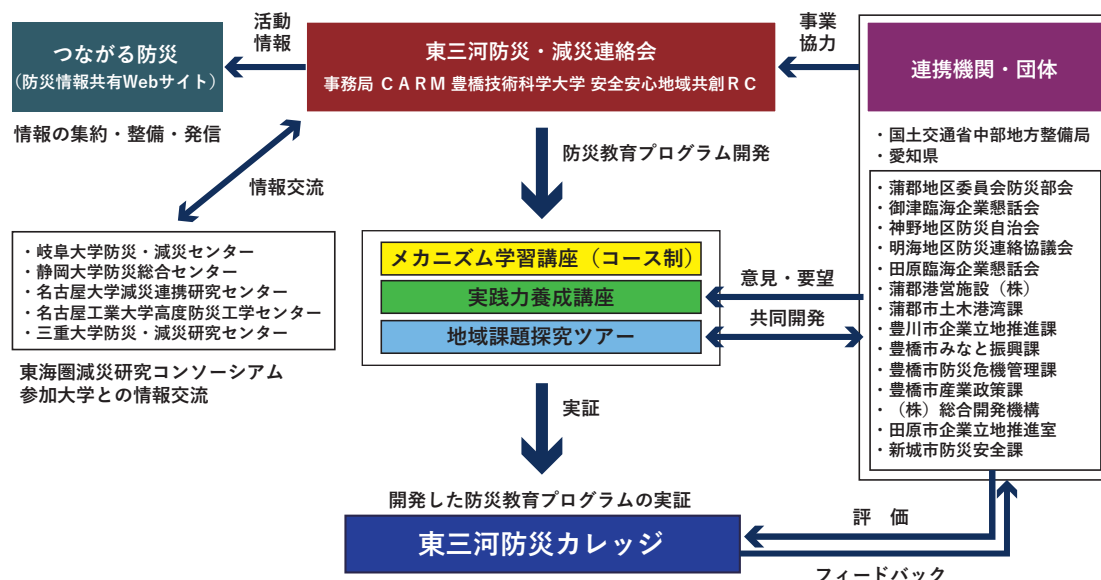 つながる防災
（防災情報共有Webサイト）
情報の集約・整備・発信
活動
情報
東三河防災・減災連絡会
事務局 ＣＡＲＭ 豊橋技術科学大学 安全安心地域共創ＲＣ
事業
協力
連携機関・団体
・国土交通省中部地方整備局
・愛知県
・蒲郡地区委員会防災部会
・御津臨海企業懇話会
・神野地区防災自治会
・明海地区防災連絡協議会
・田原臨海企業懇話会
・蒲郡港営施設（株）
・蒲郡市土木港湾課
・豊川市企業立地推進課
・豊橋市みなと振興課
・豊橋市防災危機管理課
・豊橋市産業政策課
・（株）総合開発機構
・田原市企業立地推進室
・新城市防災安全課
防災教育プログラム開発
情報交流
・岐阜大学防災・減災センター
・静岡大学防災総合センター
・名古屋大学減災連携研究センター
・名古屋工業大学高度防災工学センター
・三重大学防災・減災研究センター
東海圏減災研究コンソーシアム
参加大学との情報交流
メカニズム学習講座（コース制）
実践力養成講座
地域課題探究ツアー
意見・要望
共同開発
実証
開発した防災教育プログラムの実証
東三河防災カレッジ
評　価
フィードバック